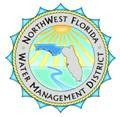 NORTHWEST FLORIDA
WATER MANAGEMENT DISTRICT